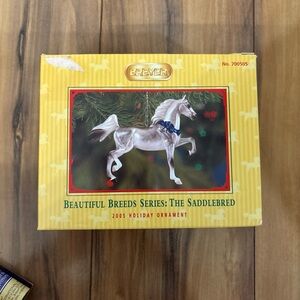 BREYER
No. 700505
BEAUTIFUL BREEDS SERIES: THE SADDLEBRED
2005 HOLIDAY ORNAMENT